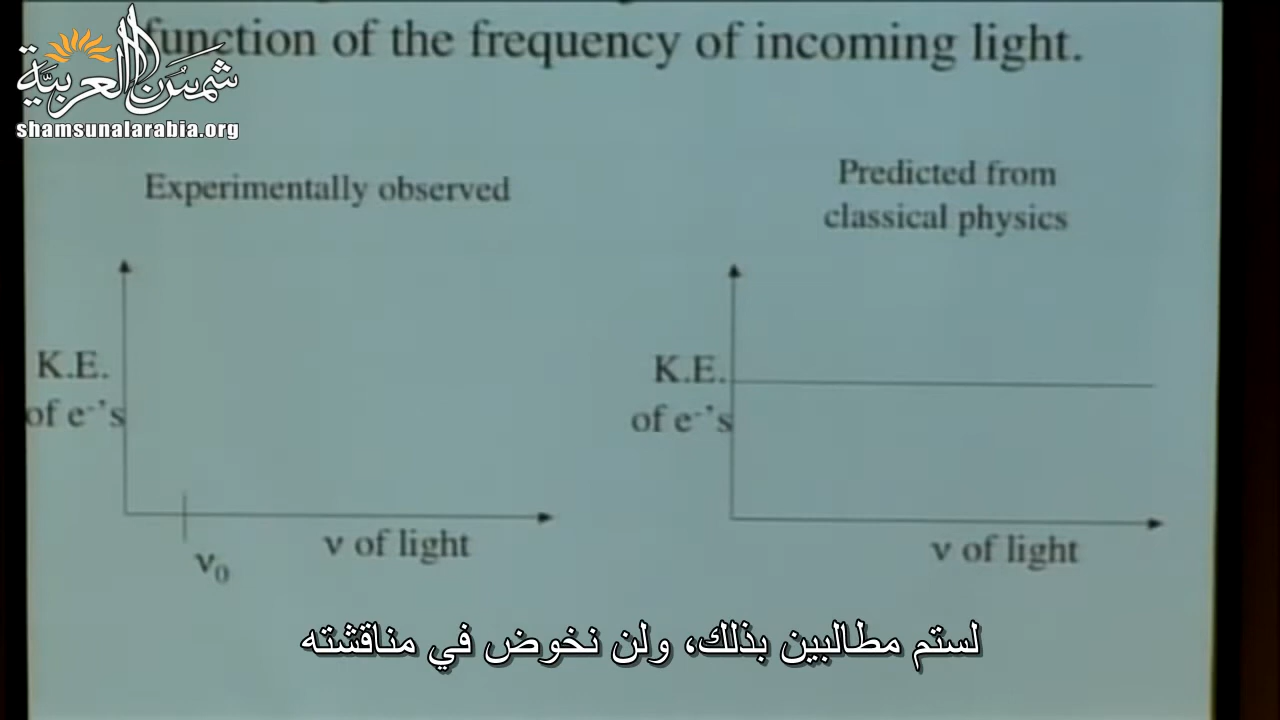 شمس العربية
shamsunalarabia.org
function of the frequency of incoming light.
Experimentally observed
K.E.
of e⁻'s
ν₀
ν of light
Predicted from
classical physics
K.E.
of e⁻'s
ν of light
لستم مطالبين بذلك، ولن نخوض في مناقشته